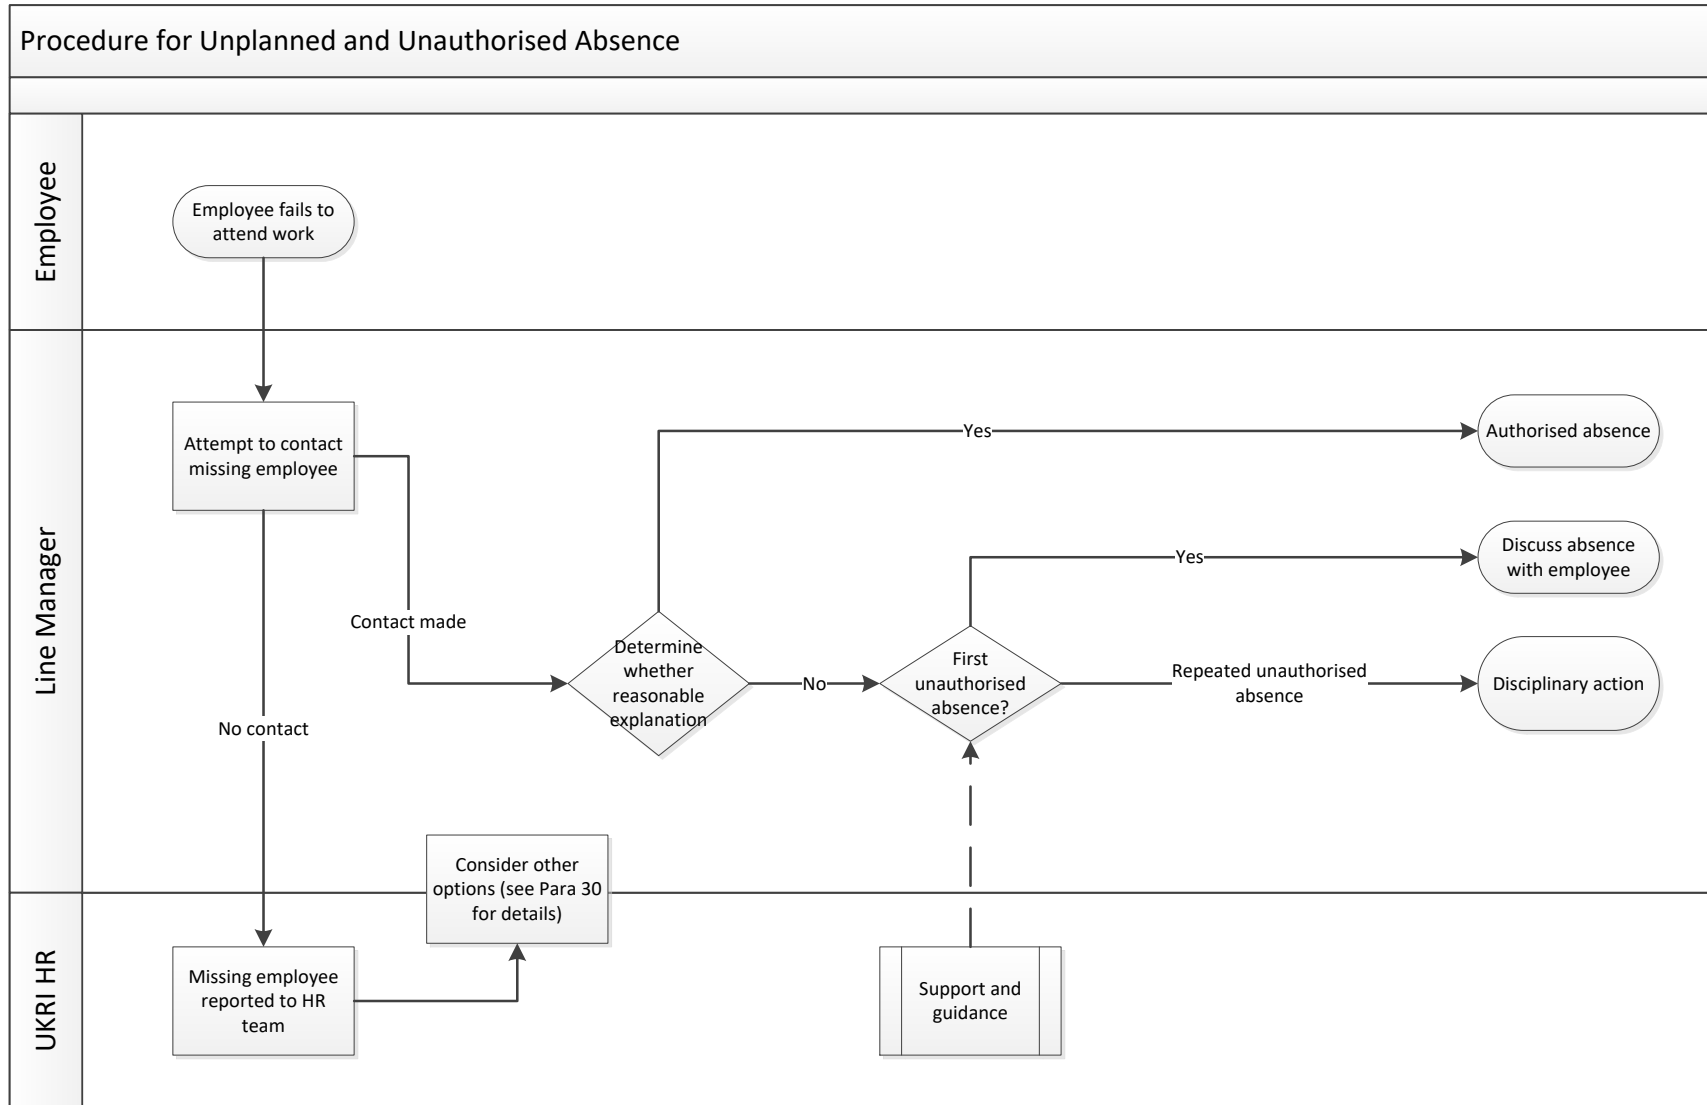 Procedure for Unplanned and Unauthorised Absence
Employee
Employee fails to
attend work
Line Manager
Attempt to contact
missing employee
Yes
Authorised absence
Yes
Discuss absence
with employee
Contact made
Determine
whether
reasonable
explanation
No
First
unauthorised
absence?
Repeated unauthorised
absence
Disciplinary action
No contact
Consider other
options (see Para 30
for details)
UKRI HR
Missing employee
reported to HR
team
Support and
guidance